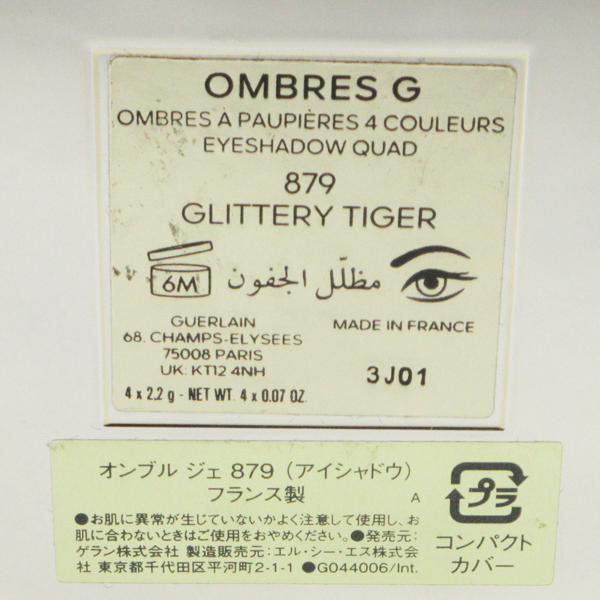 OMBRES G
OMBRES À PAUPIÈRES 4 COULEURS
EYESHADOW QUAD
879
GLITTERY TIGER
6M
مظلّل الجفون
GUERLAIN
68. CHAMPS-ELYSEES
75008 PARIS
UK: KT12 4NH
MADE IN FRANCE
3J01
4 x 2.2 g - NET WT. 4 x 0.07 OZ.
オンブル ジェ 879（アイシャドウ）
フランス製
A
●お肌に異常が生じていないかよく注意して使用し、お
肌に合わないときはご使用をおやめください。●発売元:
ゲラン株式会社 製造販売元:エル・シー・エス株式会
社 東京都千代田区平河町2-1-1 ●G044006/Int.
プラ
コンパクト
カバー